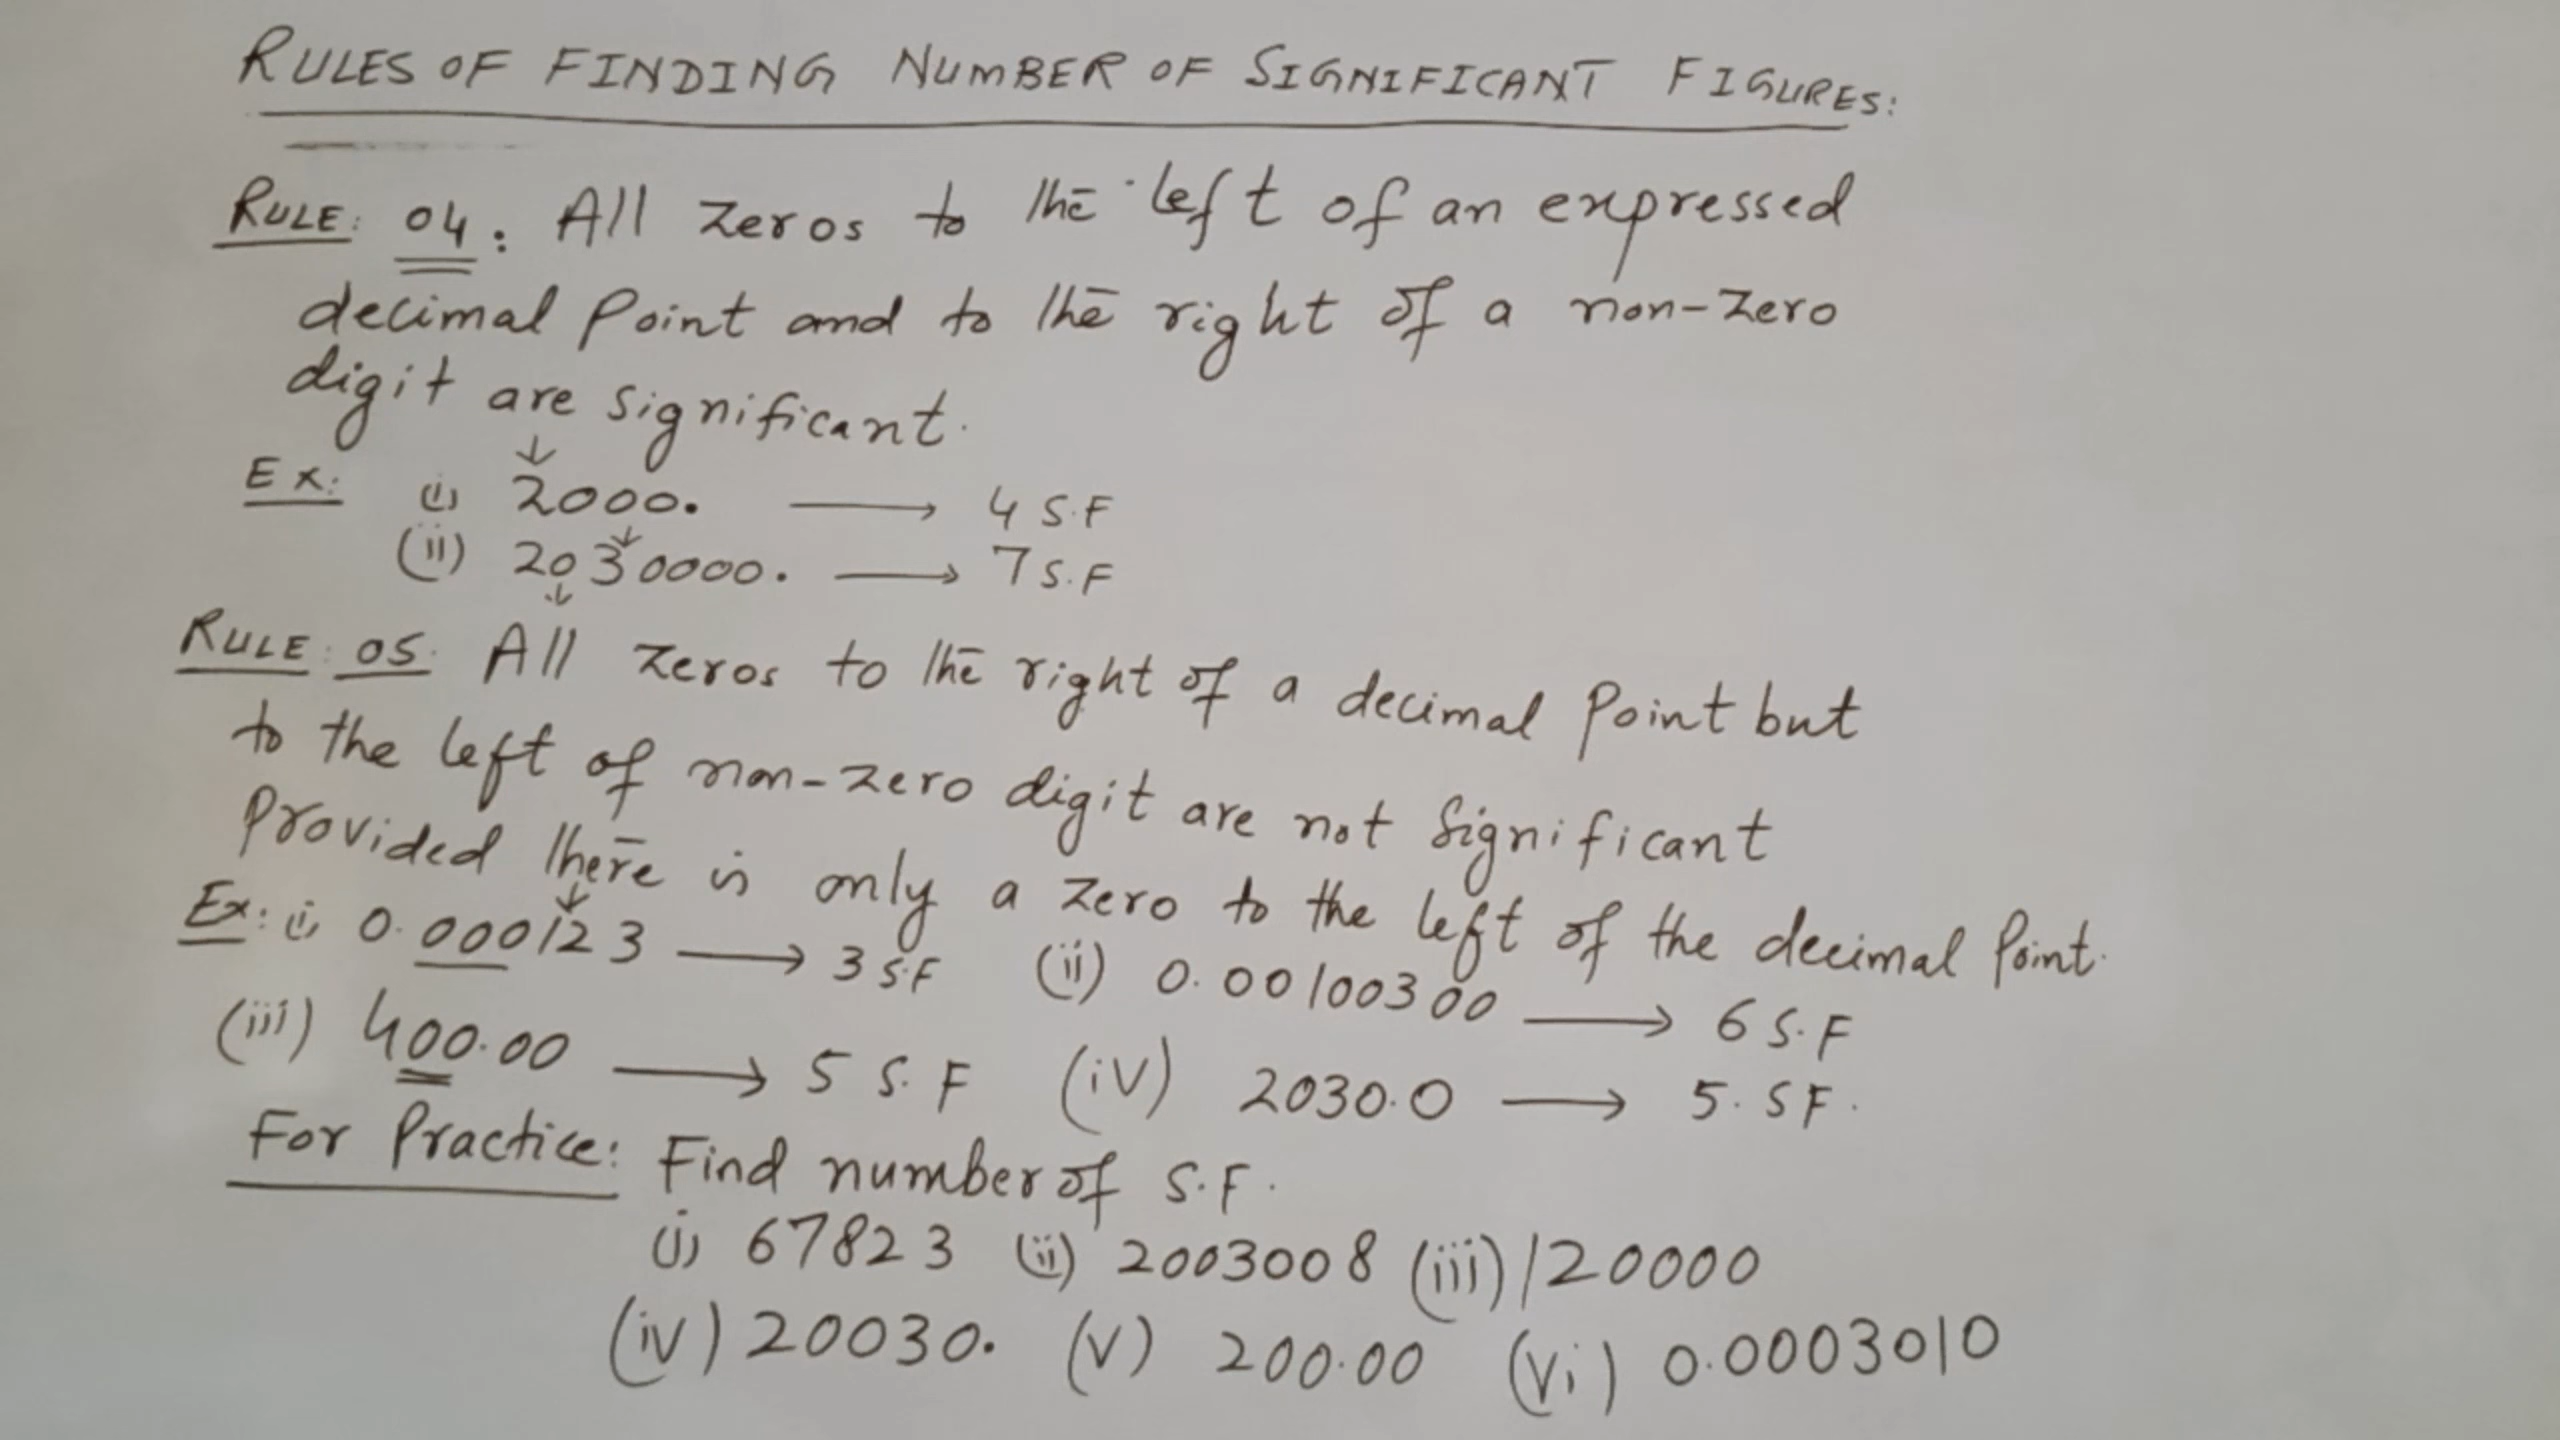 RULES OF FINDING NUMBER OF SIGNIFICANT FIGURES:
RULE: 04: All zeros to the left of an expressed
decimal point and to the right of a non-zero
digit are significant.
Ex: (i) 2000. → 4 S.F
(ii) 2030000. → 7 S.F
RULE: 05: All zeros to the right of a decimal point but
to the left of non-zero digit are not significant
provided there is only a zero to the left of the decimal point.
Ex: (i) 0.000123 → 3 S.F (ii) 0.00100300 → 6 S.F
(iii) 400.00 → 5 S.F (iv) 2030.0 → 5. SF.
For Practice: Find number of S.F.
(i) 67823 (ii) 2003008 (iii) 120000
(iv) 20030. (v) 200.00 (vi) 0.0003010